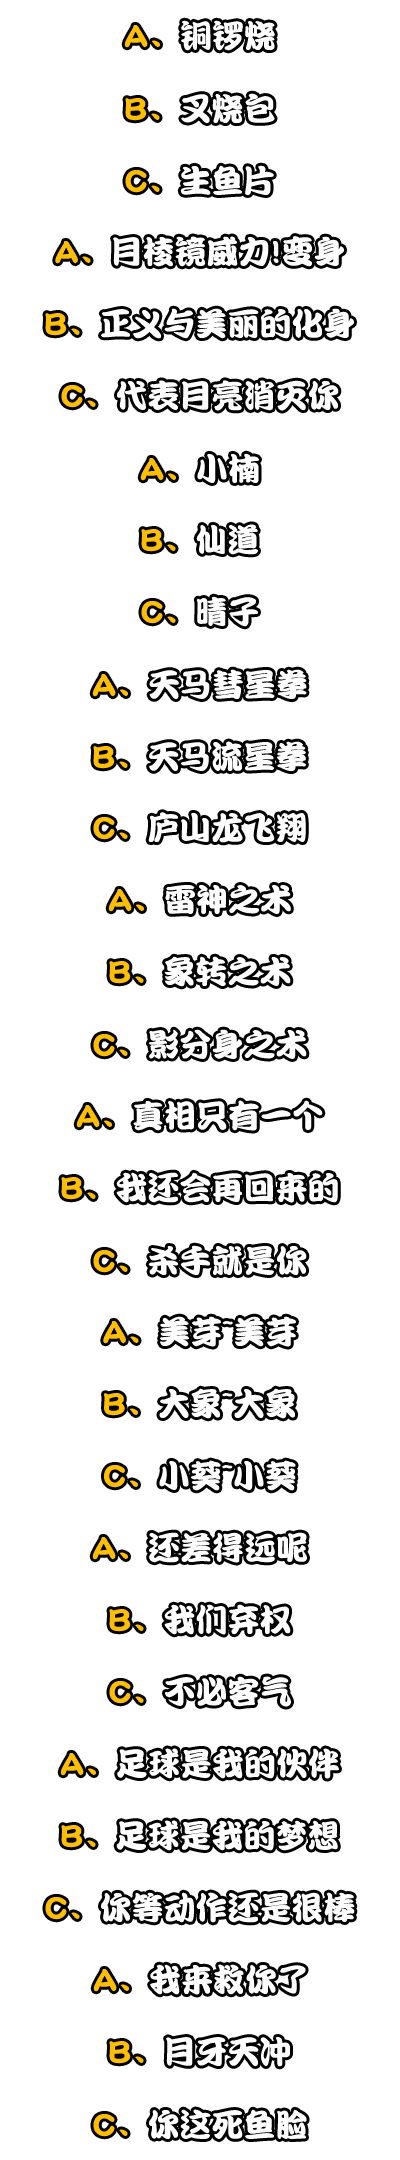 A、铜锣烧
B、叉烧包
C、生鱼片
A、月棱镜威力!变身
B、正义与美丽的化身
C、代表月亮消灭你
A、小楠
B、仙道
C、晴子
A、天马彗星拳
B、天马流星拳
C、庐山龙飞翔
A、雷神之术
B、象转之术
C、影分身之术
A、真相只有一个
B、我还会再回来的
C、杀手就是你
A、美芽~美芽
B、大象~大象
C、小葵~小葵
A、还差得远呢
B、我们弃权
C、不必客气
A、足球是我的伙伴
B、足球是我的梦想
C、你等动作还是很棒
A、我来救你了
B、月牙天冲
C、你这死鱼脸